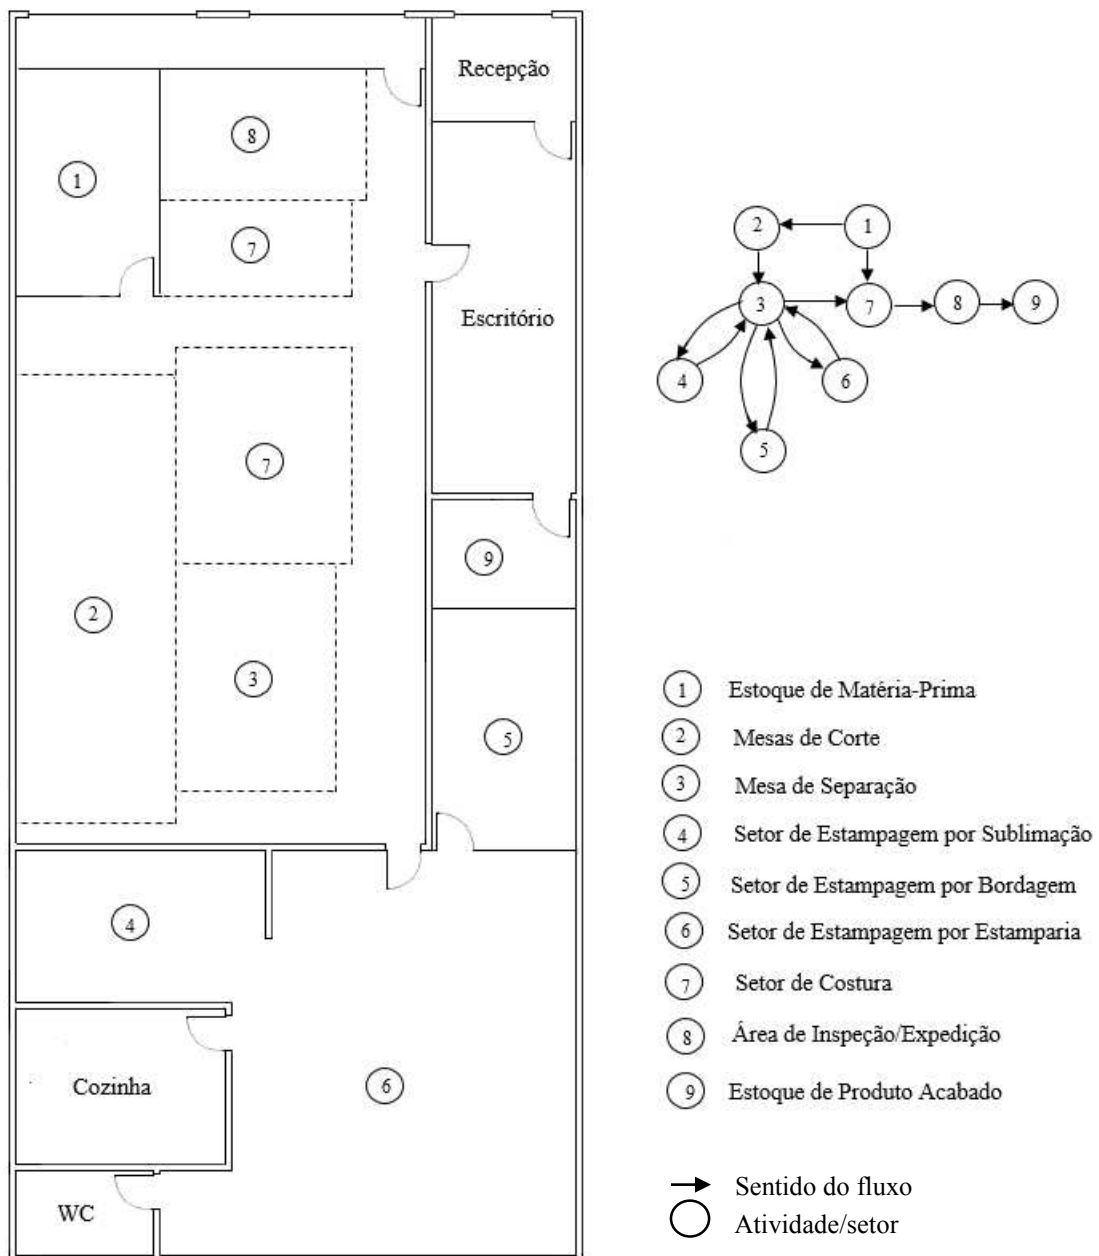 Recepção
8
1
7
Escritório
7
9
2
3
5
4
Cozinha
6
WC
2
1
3
7
8
9
4
6
5
1 Estoque de Matéria-Prima
2 Mesas de Corte
3 Mesa de Separação
4 Setor de Estampagem por Sublimação
5 Setor de Estampagem por Bordagem
6 Setor de Estampagem por Estamparia
7 Setor de Costura
8 Área de Inspeção/Expedição
9 Estoque de Produto Acabado
Sentido do fluxo
Atividade/setor